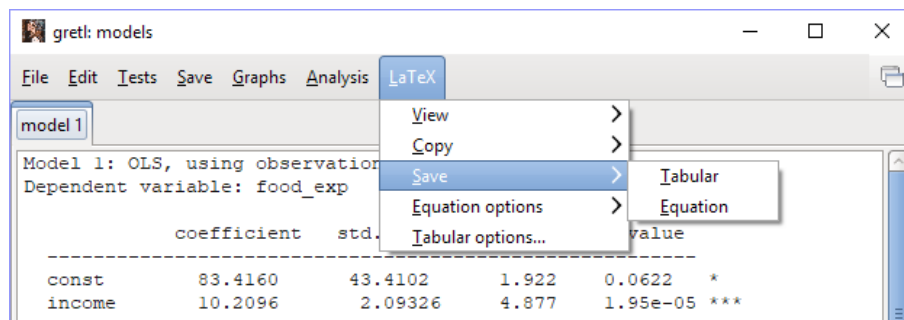 gretl: models
File Edit Tests Save Graphs Analysis LaTeX
model 1
View
Copy
Save
Equation options
Tabular options...
Tabular
Equation
Model 1: OLS, using observation
Dependent variable: food_exp
coefficient std. value
const 83.4160 43.4102 1.922 0.0622 *
income 10.2096 2.09326 4.877 1.95e-05 ***